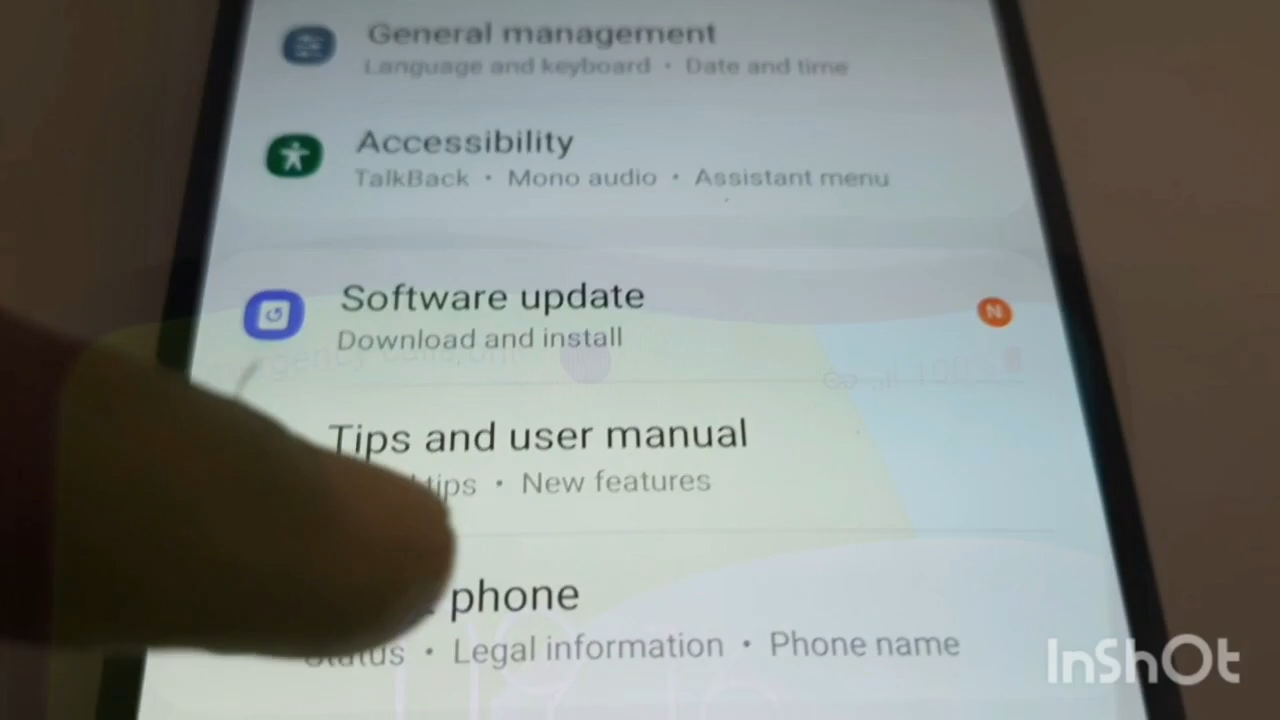 General management
Language and keyboard • Date and time
Accessibility
TalkBack • Mono audio • Assistant menu
Software update
N
Download and install
100%
Tips and user manual
tips • New features
phone
Status • Legal information • Phone name
InShOt